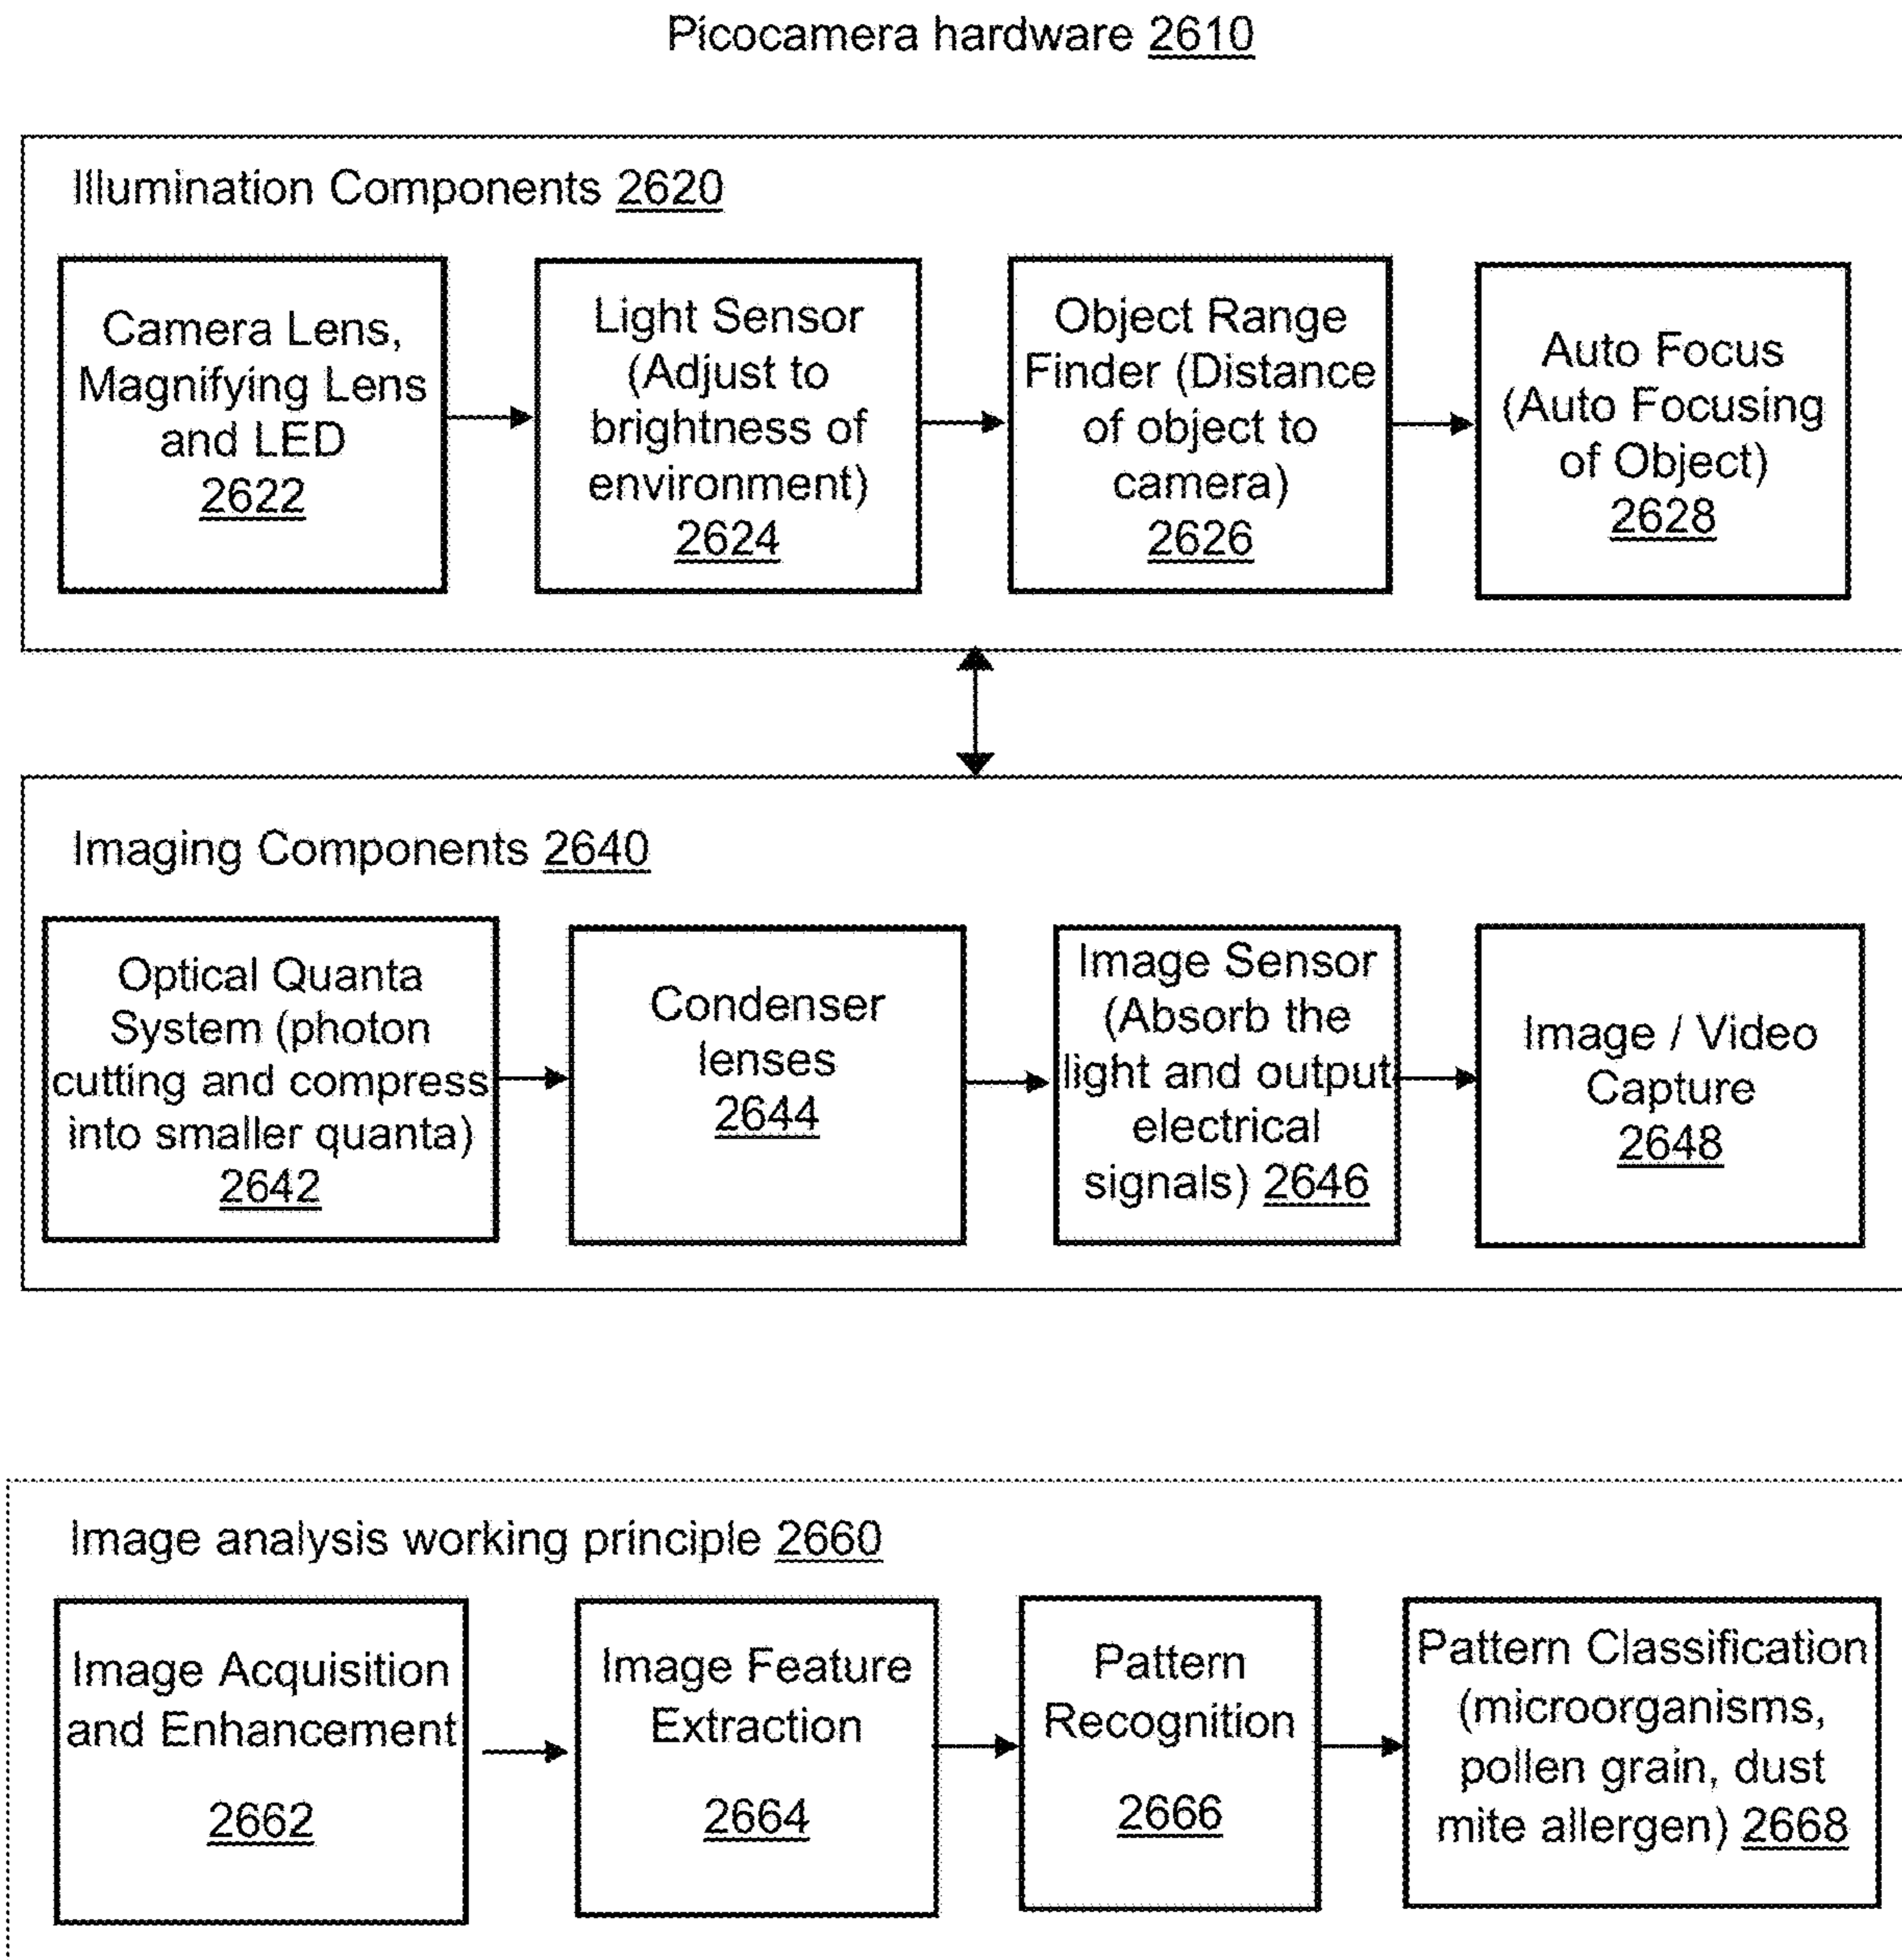 Picocamera hardware 2610
Illumination Components 2620
Camera Lens,
Magnifying Lens
and LED
2622
Light Sensor
(Adjust to
brightness of
environment)
2624
Object Range
Finder (Distance
of object to
camera)
2626
Auto Focus
(Auto Focusing
of Object)
2628
Imaging Components 2640
Optical Quanta
System (photon
cutting and compress
into smaller quanta)
2642
Condenser
lenses
2644
Image Sensor
(Absorb the
light and output
electrical
signals) 2646
Image / Video
Capture
2648
Image analysis working principle 2660
Image Acquisition
and Enhancement
2662
Image Feature
Extraction
2664
Pattern
Recognition
2666
Pattern Classification
(microorganisms,
pollen grain, dust
mite allergen) 2668